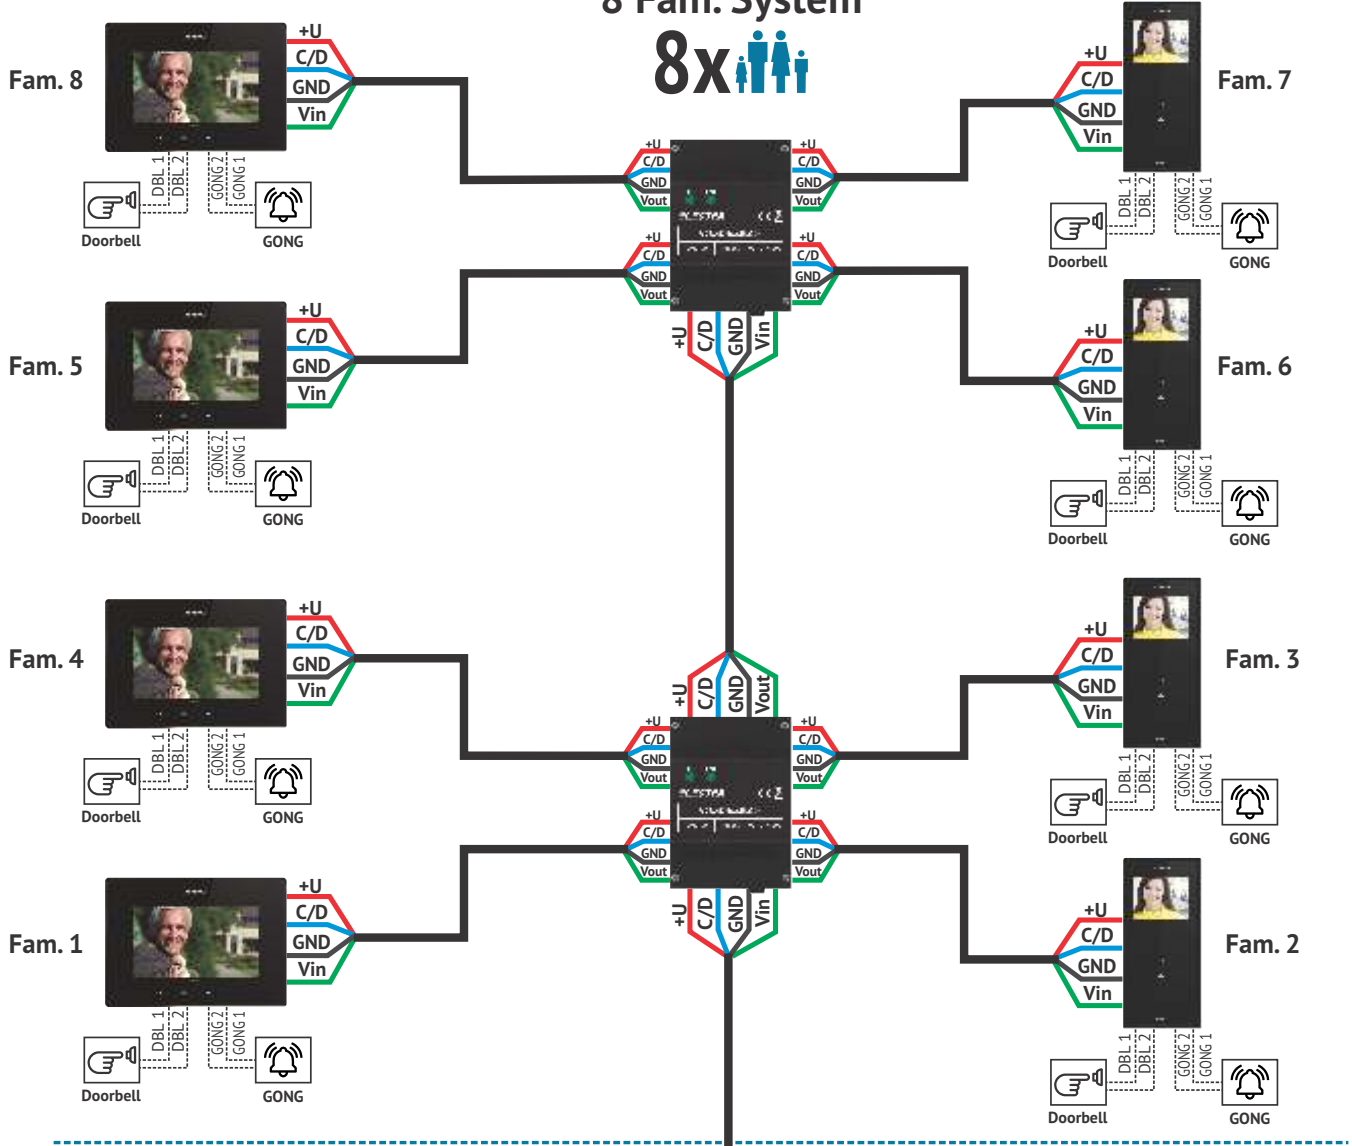 8 Fam. System
8x
Fam. 8
+U
C/D
GND
Vin
DBL 1
DBL 2
GONG 2
GONG 1
Doorbell
GONG
Fam. 7
+U
C/D
GND
Vin
DBL 1
DBL 2
GONG 2
GONG 1
Doorbell
GONG
+U
C/D
GND
Vout
+U
C/D
GND
Vout
+U
C/D
GND
Vout
+U
C/D
GND
Vout
+U
C/D
GND
Vin
Fam. 5
+U
C/D
GND
Vin
DBL 1
DBL 2
GONG 2
GONG 1
Doorbell
GONG
Fam. 6
+U
C/D
GND
Vin
DBL 1
DBL 2
GONG 2
GONG 1
Doorbell
GONG
Fam. 4
+U
C/D
GND
Vin
DBL 1
DBL 2
GONG 2
GONG 1
Doorbell
GONG
Fam. 3
+U
C/D
GND
Vin
DBL 1
DBL 2
GONG 2
GONG 1
Doorbell
GONG
+U
C/D
GND
Vout
+U
C/D
GND
Vout
+U
C/D
GND
Vout
+U
C/D
GND
Vout
+U
C/D
GND
Vout
+U
C/D
GND
Vin
Fam. 1
+U
C/D
GND
Vin
DBL 1
DBL 2
GONG 2
GONG 1
Doorbell
GONG
Fam. 2
+U
C/D
GND
Vin
DBL 1
DBL 2
GONG 2
GONG 1
Doorbell
GONG